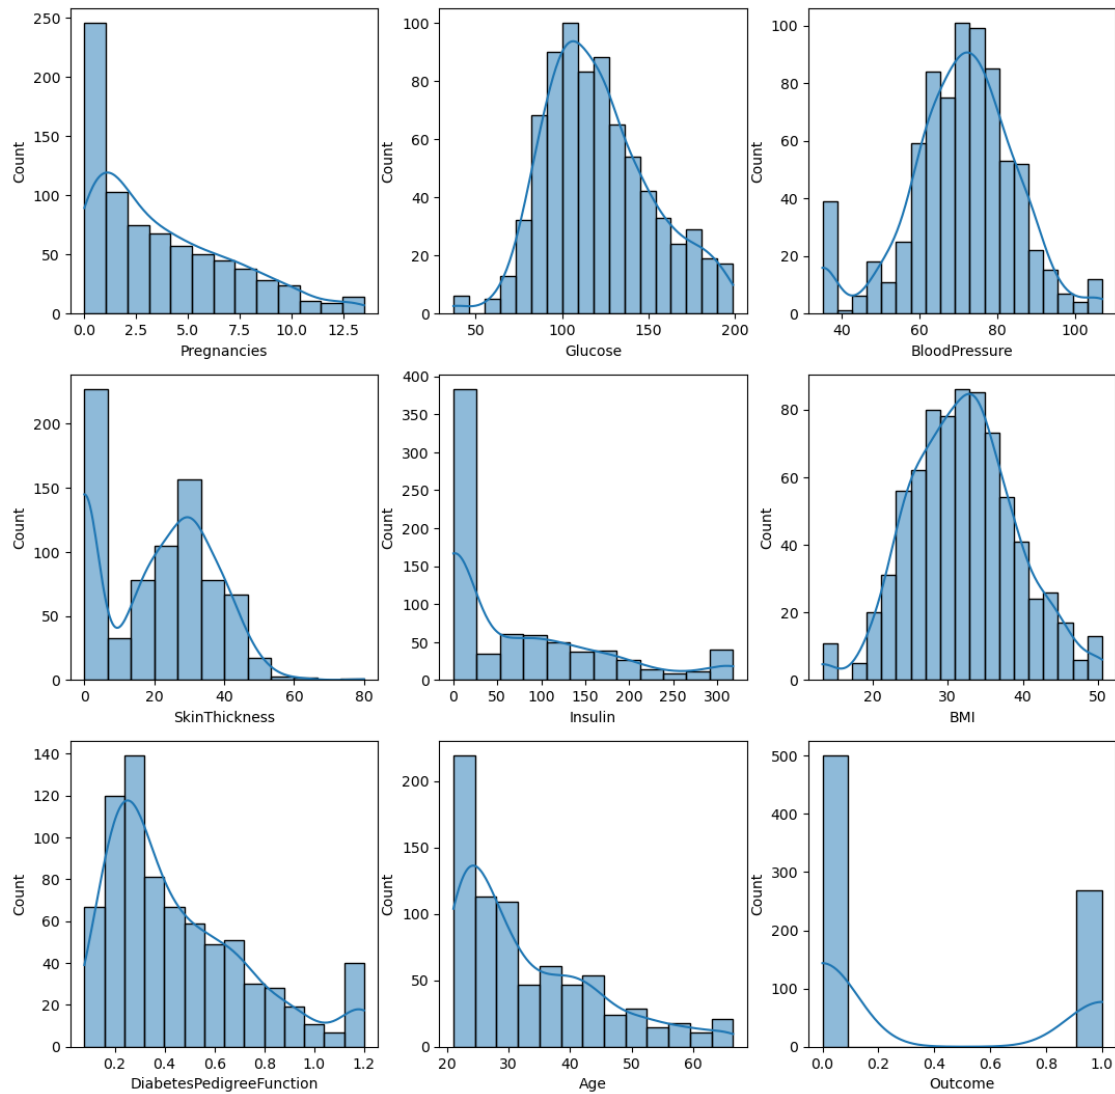 250
200
150
100
50
0
Count
0.0 2.5 5.0 7.5 10.0 12.5
Pregnancies
100
80
60
40
20
0
Count
50 100 150 200
Glucose
100
80
60
40
20
0
Count
40 60 80 100
BloodPressure
200
150
100
50
0
Count
0 20 40 60 80
SkinThickness
400
350
300
250
200
150
100
50
0
Count
0 50 100 150 200 250 300
Insulin
80
60
40
20
0
Count
20 30 40 50
BMI
140
120
100
80
60
40
20
0
Count
0.2 0.4 0.6 0.8 1.0 1.2
DiabetesPedigreeFunction
200
150
100
50
0
Count
20 30 40 50 60
Age
500
400
300
200
100
0
Count
0.0 0.2 0.4 0.6 0.8 1.0
Outcome